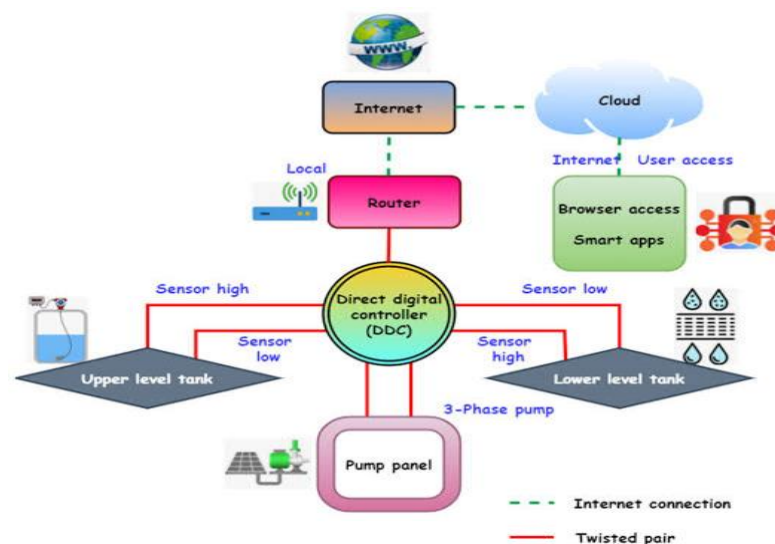 WWW.
Internet
Cloud
Local
Internet User access
Router
Browser access
Smart apps
Sensor high
Direct digital
controller
(DDC)
Sensor low
Sensor
low
Sensor
high
Upper level tank
Lower level tank
3-Phase pump
Pump panel
Internet connection
Twisted pair